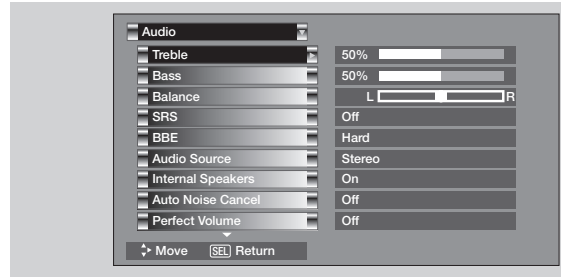 Audio
Treble 50%
Bass 50%
Balance L R
SRS Off
BBE Hard
Audio Source Stereo
Internal Speakers On
Auto Noise Cancel Off
Perfect Volume Off
Move SEL Return